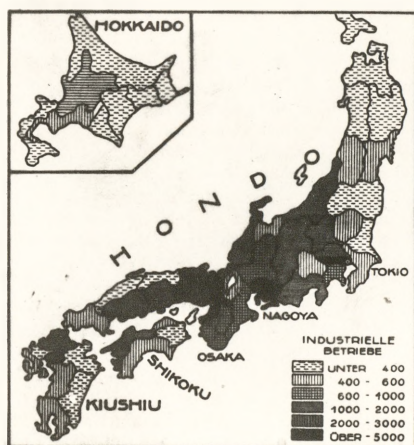 HOKKAIDO
HONDO
TOKIO
NAGOYA
OSAKA
SHIKOKU
KIUSHIU
INDUSTRIELLE
BETRIEBE
UNTER 400
400 - 600
600 - 1000
1000 - 2000
2000 - 3000
ÜBER - 5000